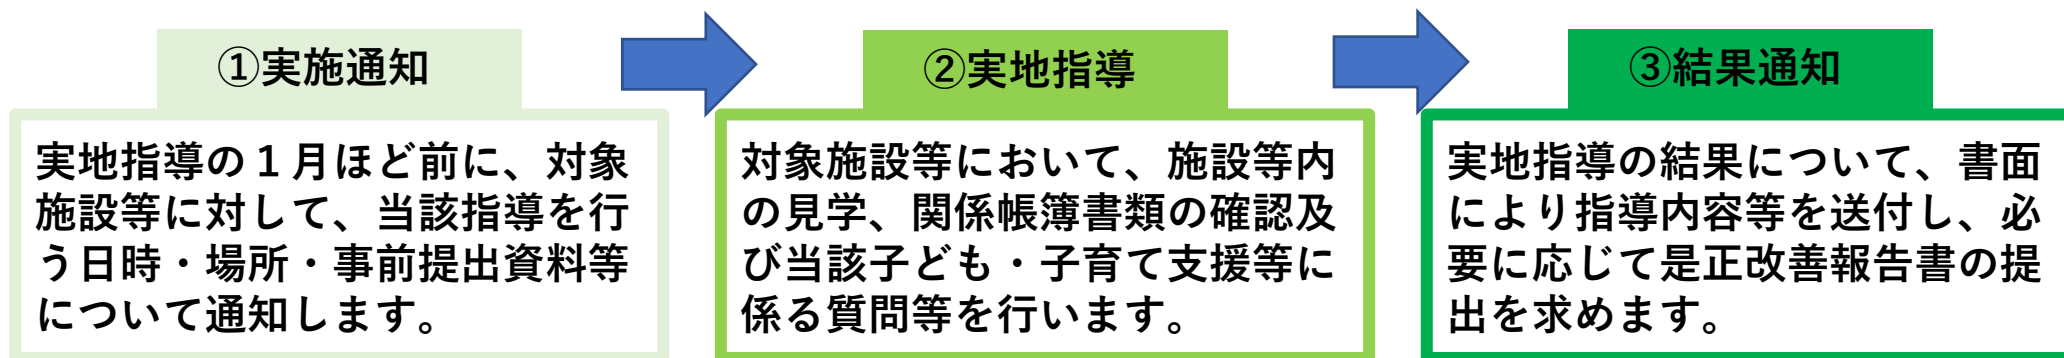 ①実施通知
実地指導の１月ほど前に、対象
施設等に対して、当該指導を行
う日時・場所・事前提出資料等
について通知します。
②実地指導
対象施設等において、施設等内
の見学、関係帳簿書類の確認及
び当該子ども・子育て支援等に
係る質問等を行います。
③結果通知
実地指導の結果について、書面
により指導内容等を送付し、必
要に応じて是正改善報告書の提
出を求めます。